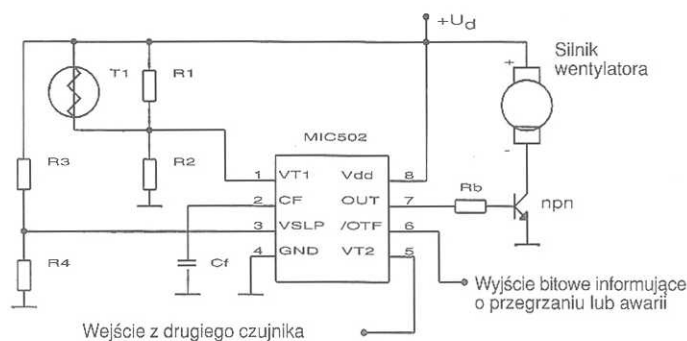 +Ud
Silnik
wentylatora
+
T1
R1
MIC502
R3
R2
1 VT1 Vdd 8
-
2 CF OUT 7
Rb
npn
3 VSLP /OTF 6
4 GND VT2 5
R4
Cf
Wyjście bitowe informujące
o przegrzaniu lub awarii
Wejście z drugiego czujnika